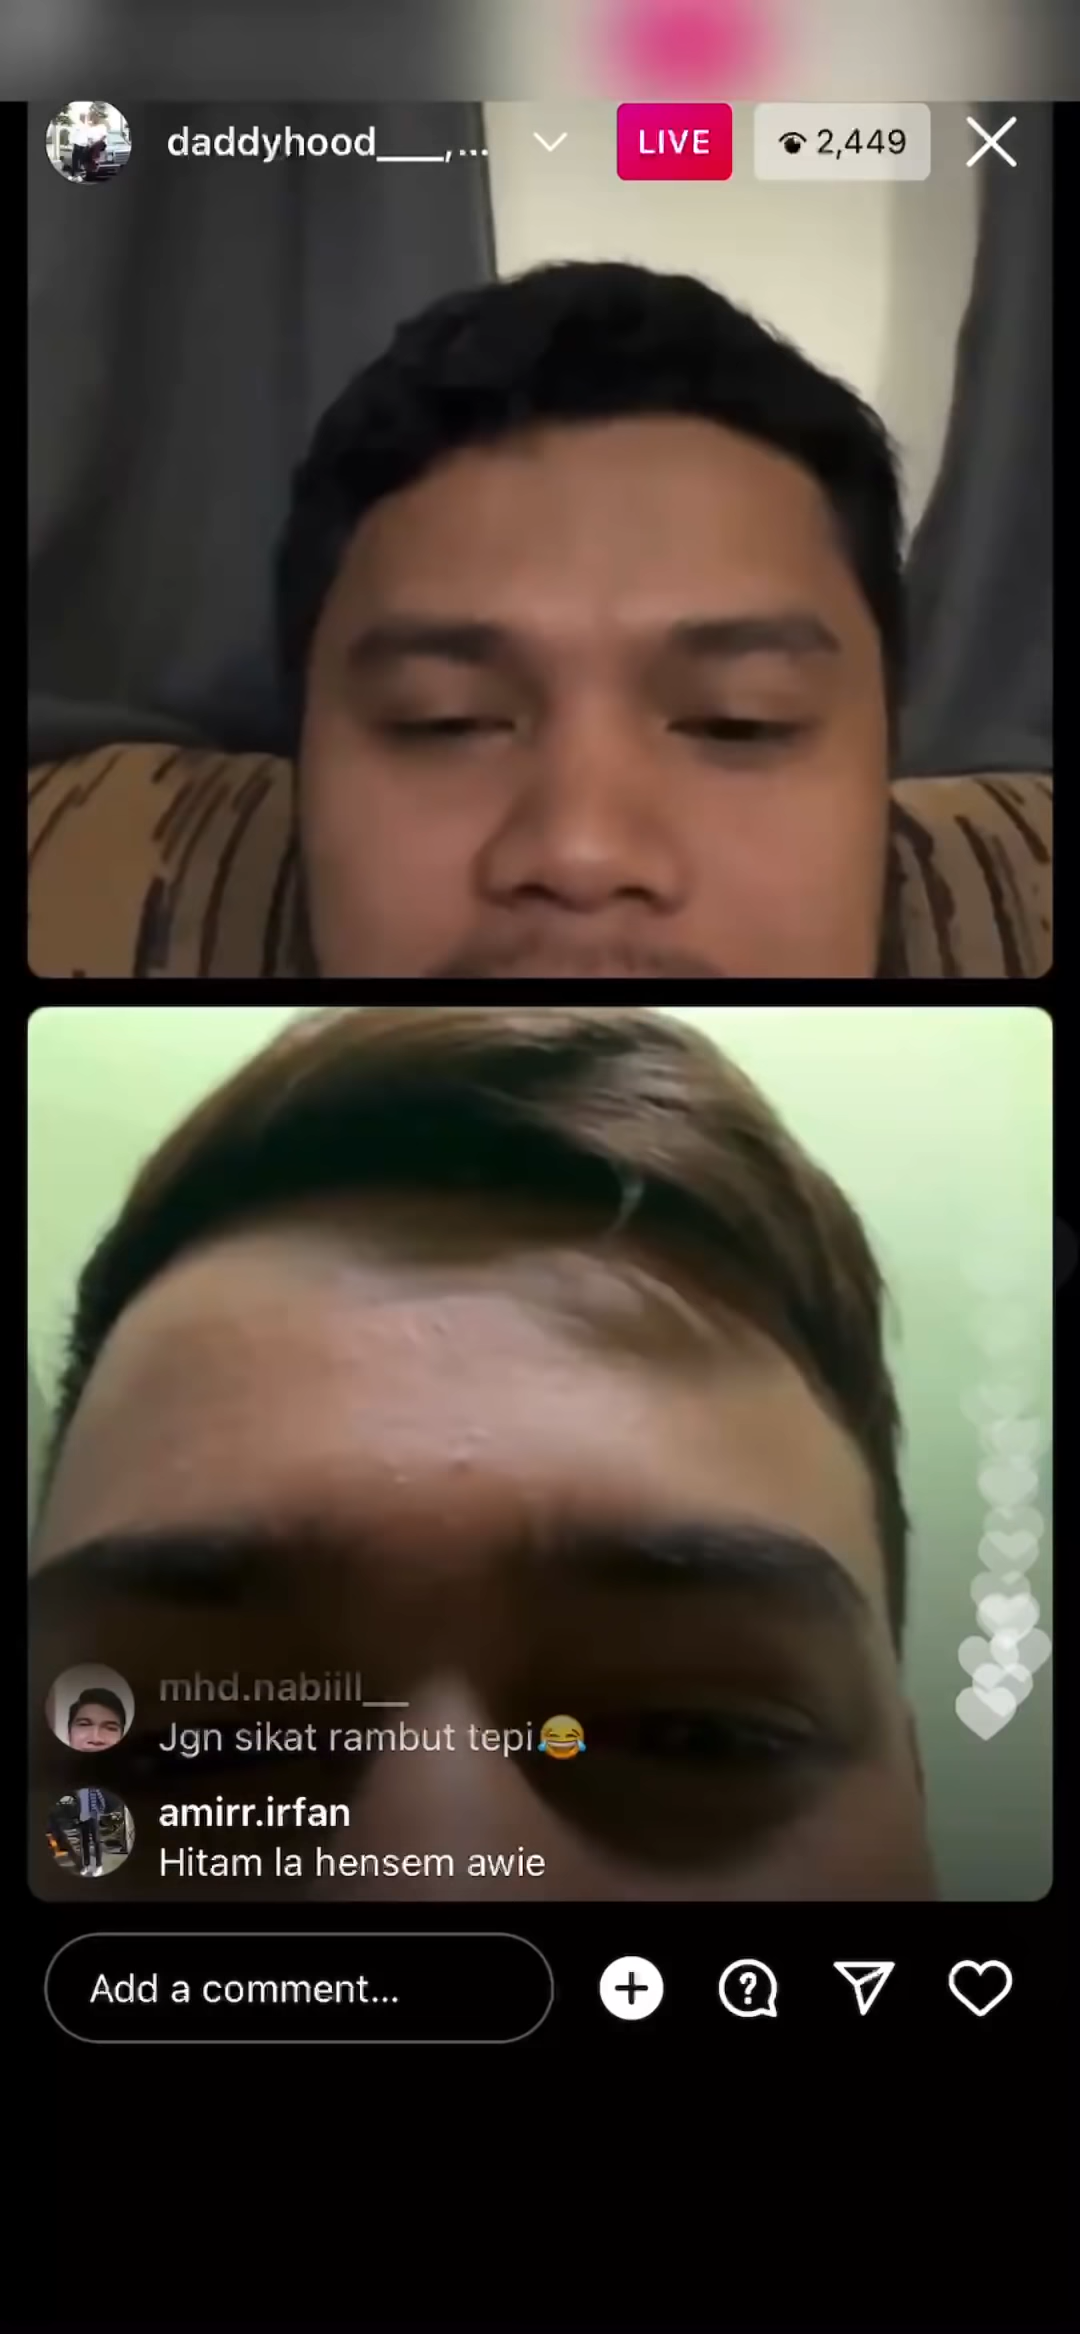 daddyhood___,...
LIVE
2,449
mhd.nabiill__
Jgn sikat rambut tepi😂
amirr.irfan
Hitam la hensem awie
Add a comment...